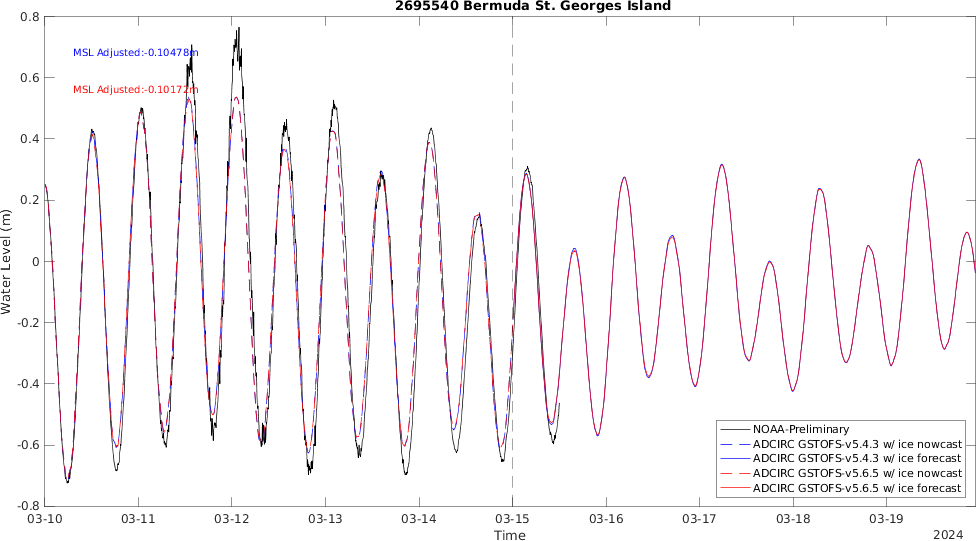 2695540 Bermuda St. Georges Island
MSL Adjusted:-0.10478m
MSL Adjusted:-0.10172m
Water Level (m)
0.8
0.6
0.4
0.2
0
-0.2
-0.4
-0.6
-0.8
NOAA-Preliminary
ADCIRC GSTOFS-v5.4.3 w/ ice nowcast
ADCIRC GSTOFS-v5.4.3 w/ ice forecast
ADCIRC GSTOFS-v5.6.5 w/ ice nowcast
ADCIRC GSTOFS-v5.6.5 w/ ice forecast
03-10 03-11 03-12 03-13 03-14 03-15 03-16 03-17 03-18 03-19
Time
2024